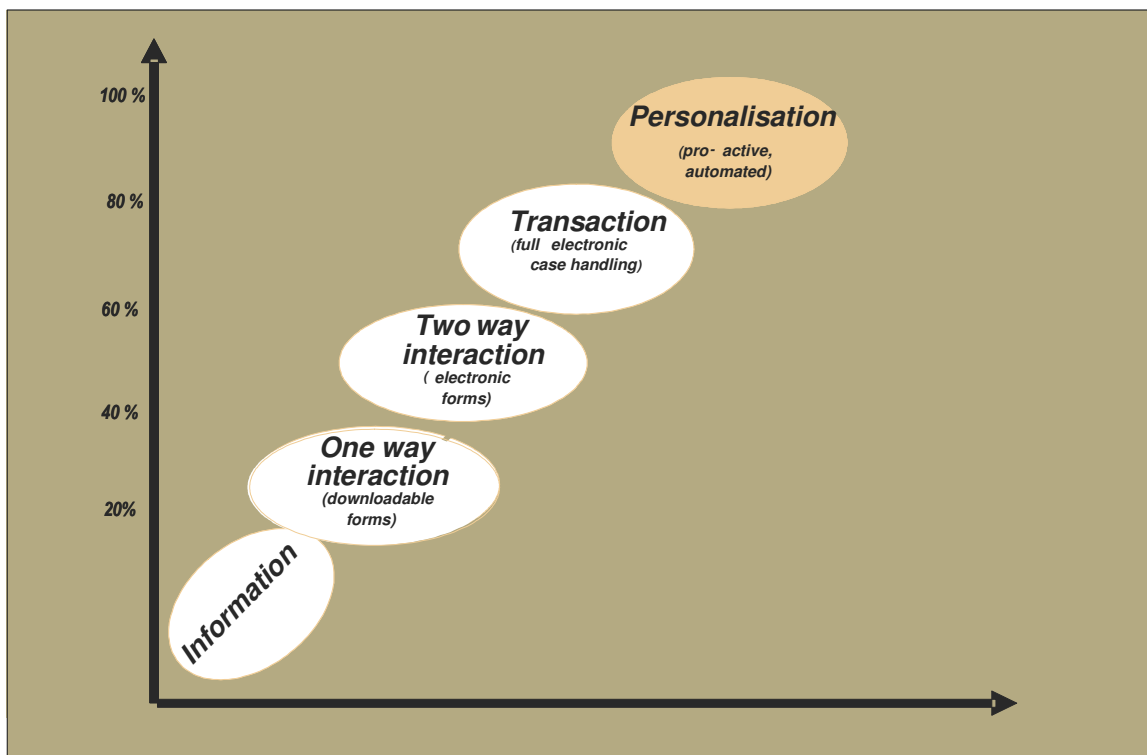 100 %
80 %
60 %
40 %
20%
Personalisation
(pro- active,
automated)
Transaction
(full electronic
case handling)
Two way
interaction
( electronic
forms)
One way
interaction
(downloadable
forms)
Information